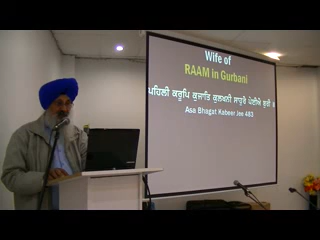 Wife of
RAAM in Gurbani
ਪਹਿਲੀ ਕਰੂਪਿ ਕੁਜਾਤਿ ਕੁਲਖਨੀ ਸਾਹੁਰੈ ਪੇਈਐ ਬੁਰੀ ॥
Asa Bhagat Kabeer Jee 483